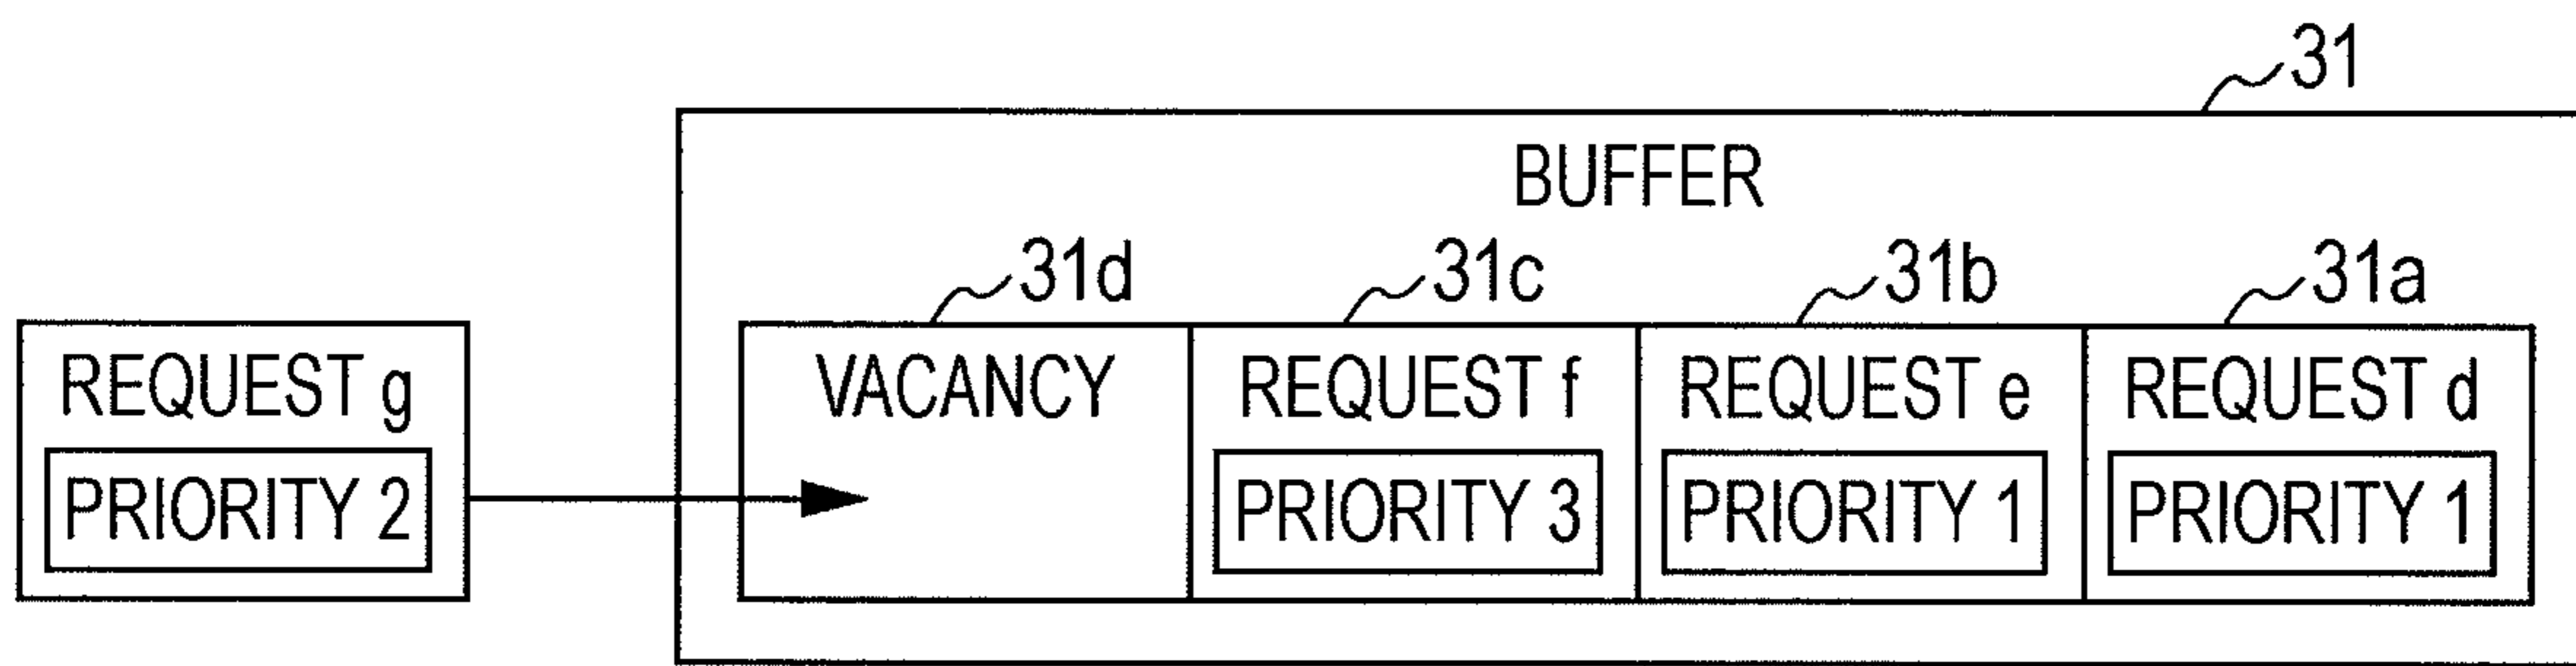 31
BUFFER
31d 31c 31b 31a
REQUEST g VACANCY REQUEST f REQUEST e REQUEST d
PRIORITY 2 PRIORITY 3 PRIORITY 1 PRIORITY 1